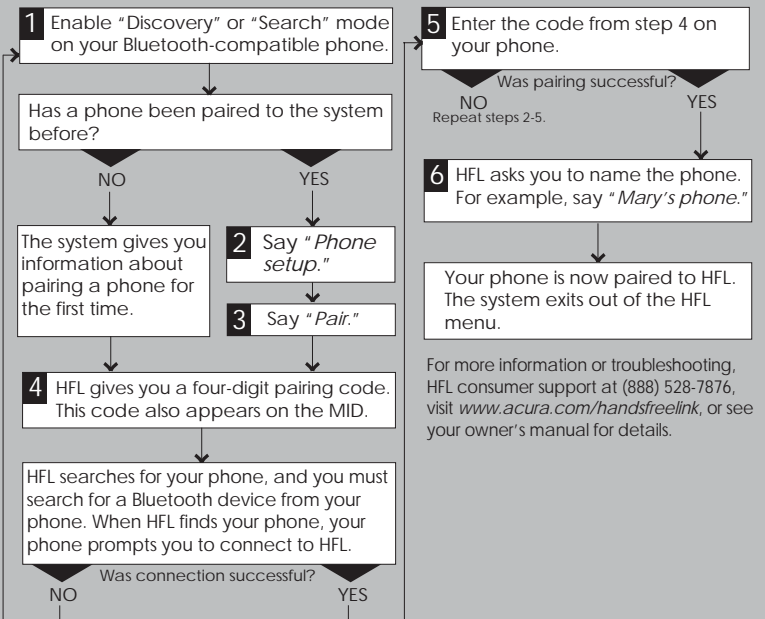 1 Enable “Discovery” or “Search” mode
on your Bluetooth-compatible phone.
Has a phone been paired to the system
before?
NO
YES
The system gives you
information about
pairing a phone for
the first time.
2 Say “Phone
setup.”
3 Say “Pair.”
4 HFL gives you a four-digit pairing code.
This code also appears on the MID.
HFL searches for your phone, and you must
search for a Bluetooth device from your
phone. When HFL finds your phone, your
phone prompts you to connect to HFL.
Was connection successful?
NO
YES
5 Enter the code from step 4 on
your phone.
Was pairing successful?
NO
Repeat steps 2-5.
YES
6 HFL asks you to name the phone.
For example, say “Mary’s phone.”
Your phone is now paired to HFL.
The system exits out of the HFL
menu.
For more information or troubleshooting,
HFL consumer support at (888) 528-7876,
visit www.acura.com/handsfreelink, or see
your owner’s manual for details.